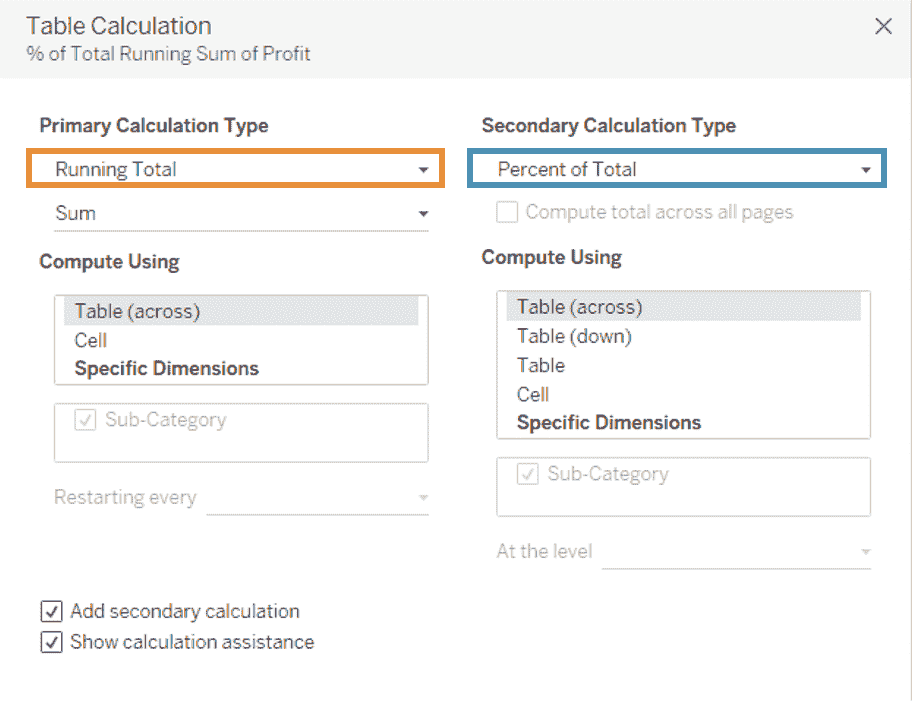 Table Calculation
% of Total Running Sum of Profit
Primary Calculation Type
Running Total
Sum
Compute Using
Table (across)
Cell
Specific Dimensions
Sub-Category
Restarting every
Secondary Calculation Type
Percent of Total
Compute total across all pages
Compute Using
Table (across)
Table (down)
Table
Cell
Specific Dimensions
Sub-Category
At the level
Add secondary calculation
Show calculation assistance